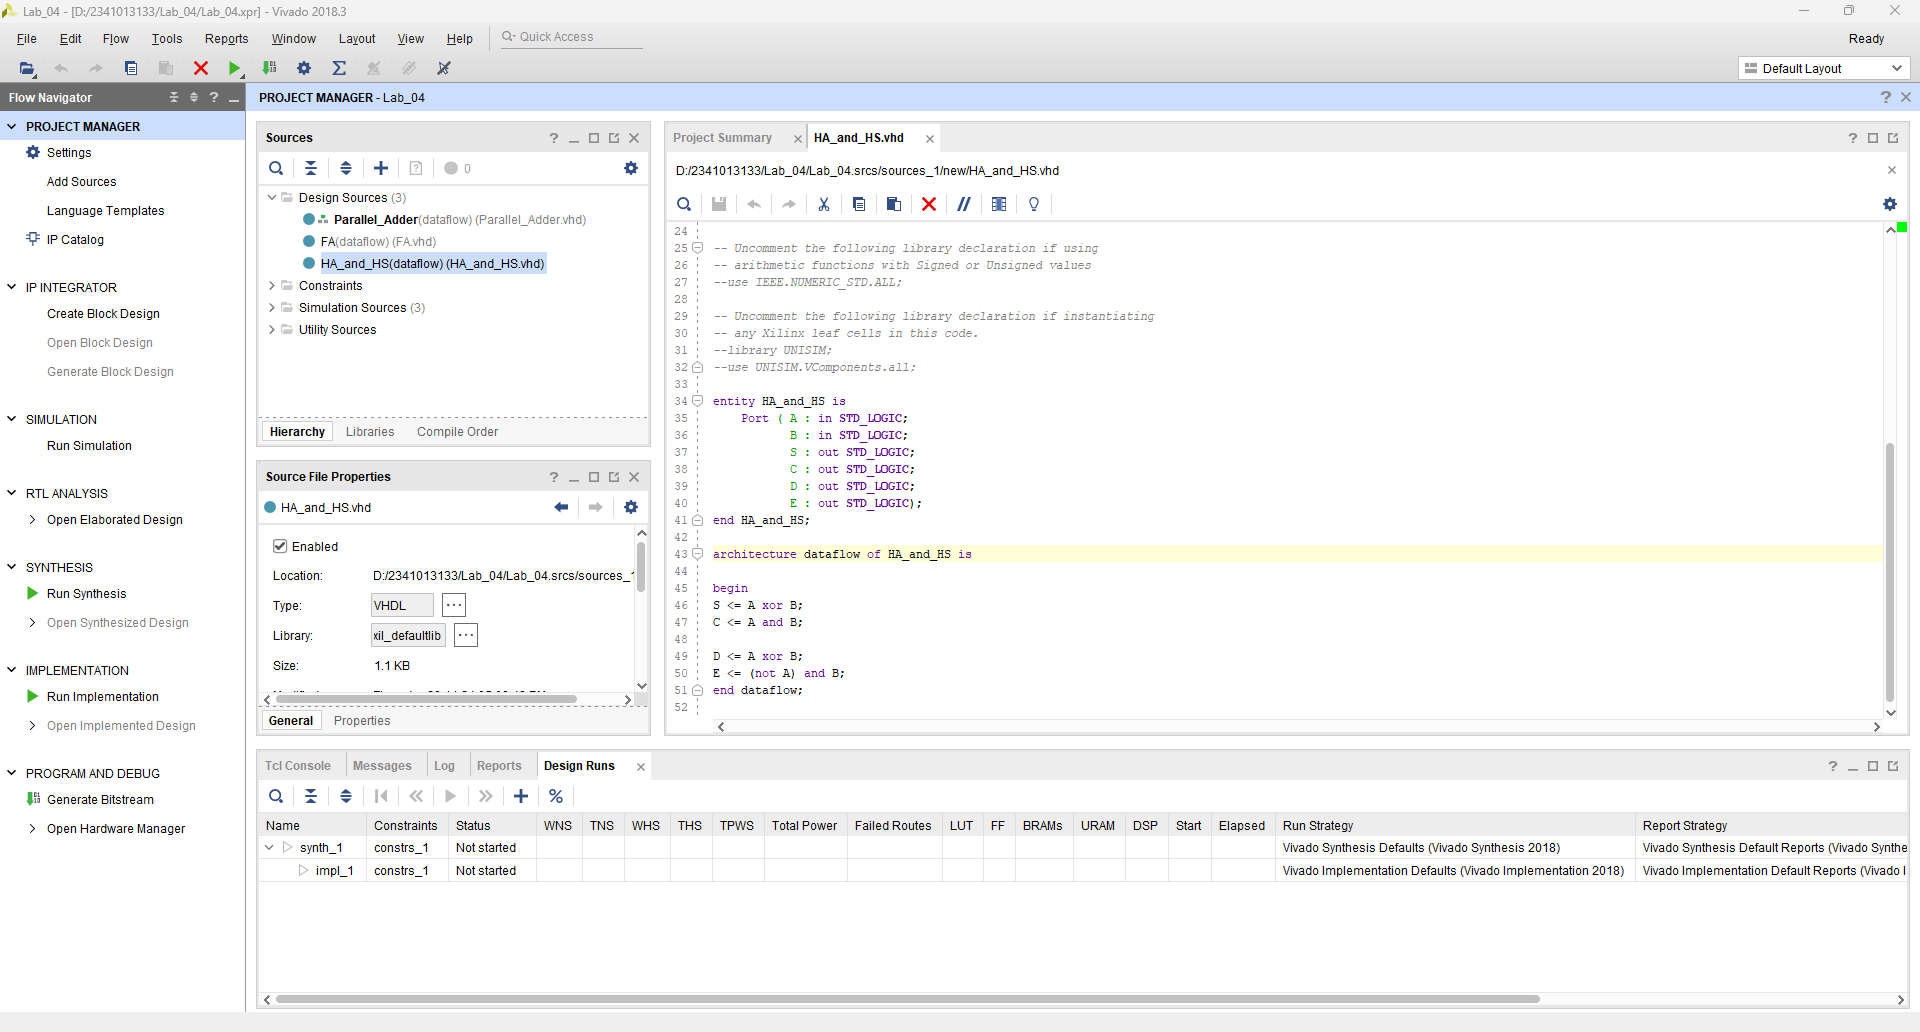 Lab_04 - [D:/2341013133/Lab_04/Lab_04.xpr] - Vivado 2018.3
File Edit Flow Tools Reports Window Layout View Help Quick Access
Ready
Default Layout
Flow Navigator
PROJECT MANAGER
Settings
Add Sources
Language Templates
IP Catalog
IP INTEGRATOR
Create Block Design
Open Block Design
Generate Block Design
SIMULATION
Run Simulation
RTL ANALYSIS
Open Elaborated Design
SYNTHESIS
Run Synthesis
Open Synthesized Design
IMPLEMENTATION
Run Implementation
Open Implemented Design
PROGRAM AND DEBUG
Generate Bitstream
Open Hardware Manager
PROJECT MANAGER - Lab_04
Sources
0
Design Sources (3)
Parallel_Adder(dataflow) (Parallel_Adder.vhd)
FA(dataflow) (FA.vhd)
HA_and_HS(dataflow) (HA_and_HS.vhd)
Constraints
Simulation Sources (3)
Utility Sources
Hierarchy Libraries Compile Order
Source File Properties
HA_and_HS.vhd
Enabled
Location: D:/2341013133/Lab_04/Lab_04.srcs/sources_1
Type: VHDL
Library: xil_defaultlib
Size: 1.1 KB
General Properties
Project Summary HA_and_HS.vhd
D:/2341013133/Lab_04/Lab_04.srcs/sources_1/new/HA_and_HS.vhd
24
25 -- Uncomment the following library declaration if using
26 -- arithmetic functions with Signed or Unsigned values
27 --use IEEE.NUMERIC_STD.ALL;
28
29 -- Uncomment the following library declaration if instantiating
30 -- any Xilinx leaf cells in this code.
31 --library UNISIM;
32 --use UNISIM.VComponents.all;
33
34 entity HA_and_HS is
35 Port ( A : in STD_LOGIC;
36 B : in STD_LOGIC;
37 S : out STD_LOGIC;
38 C : out STD_LOGIC;
39 D : out STD_LOGIC;
40 E : out STD_LOGIC);
41 end HA_and_HS;
42
43 architecture dataflow of HA_and_HS is
44
45 begin
46 S <= A xor B;
47 C <= A and B;
48
49 D <= A xor B;
50 E <= (not A) and B;
51 end dataflow;
52
Tcl Console Messages Log Reports Design Runs
Name Constraints Status WNS TNS WHS THS TPWS Total Power Failed Routes LUT FF BRAMs URAM DSP Start Elapsed Run Strategy Report Strategy
synth_1 constrs_1 Not started Vivado Synthesis Defaults (Vivado Synthesis 2018) Vivado Synthesis Default Reports (Vivado Synthe
impl_1 constrs_1 Not started Vivado Implementation Defaults (Vivado Implementation 2018) Vivado Implementation Default Reports (Vivado I